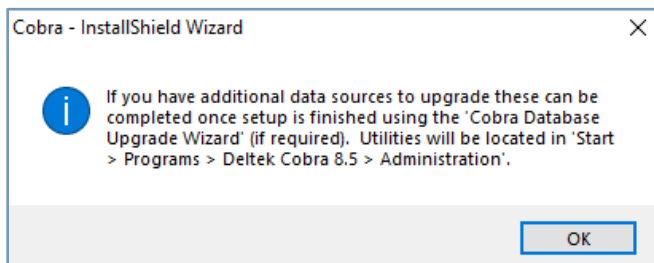 Cobra - InstallShield Wizard
If you have additional data sources to upgrade these can be
completed once setup is finished using the 'Cobra Database
Upgrade Wizard' (if required).  Utilities will be located in 'Start
> Programs > Deltek Cobra 8.5 > Administration'.
OK